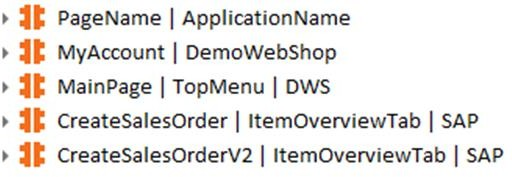 PageName | ApplicationName
MyAccount | DemoWebShop
MainPage | TopMenu | DWS
CreateSalesOrder | ItemOverviewTab | SAP
CreateSalesOrderV2 | ItemOverviewTab | SAP